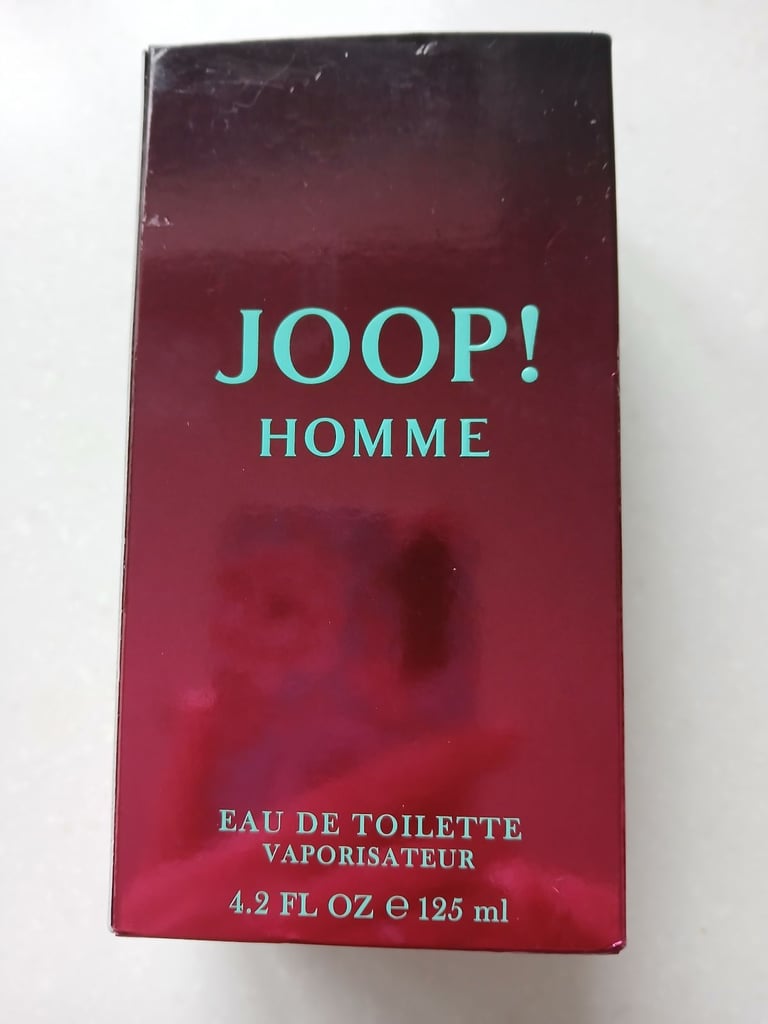 JOOP!
HOMME
EAU DE TOILETTE
VAPORISATEUR
4.2 FL OZ ℮ 125 ml